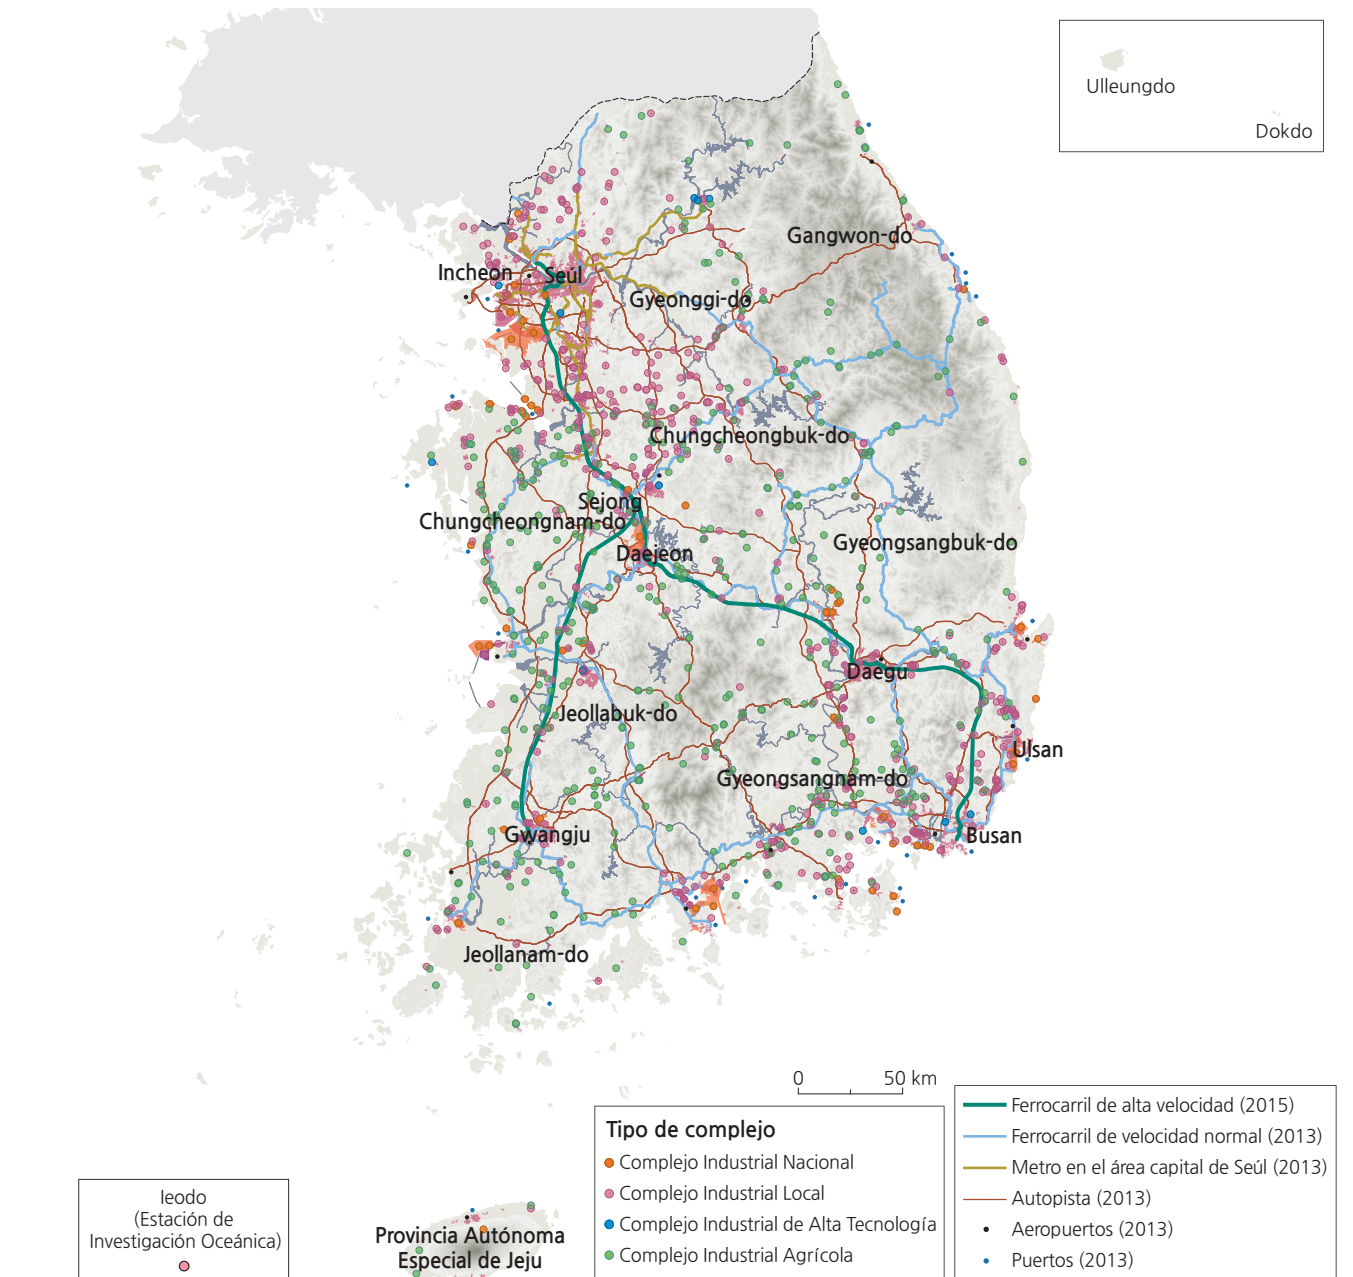 Ulleungdo
Dokdo
Gangwon-do
Incheon
Seúl
Gyeonggi-do
Chungcheongbuk-do
Sejong
Chungcheongnam-do
Daejeon
Gyeongsangbuk-do
Daegu
Jeollabuk-do
Ulsan
Gyeongsangnam-do
Gwangju
Busan
Jeollanam-do
0 50 km
Ferrocarril de alta velocidad (2015)
Ferrocarril de velocidad normal (2013)
Metro en el área capital de Seúl (2013)
Autopista (2013)
Aeropuertos (2013)
Puertos (2013)
Tipo de complejo
Complejo Industrial Nacional
Complejo Industrial Local
Complejo Industrial de Alta Tecnología
Complejo Industrial Agrícola
Ieodo
(Estación de
Investigación Oceánica)
Provincia Autónoma
Especial de Jeju